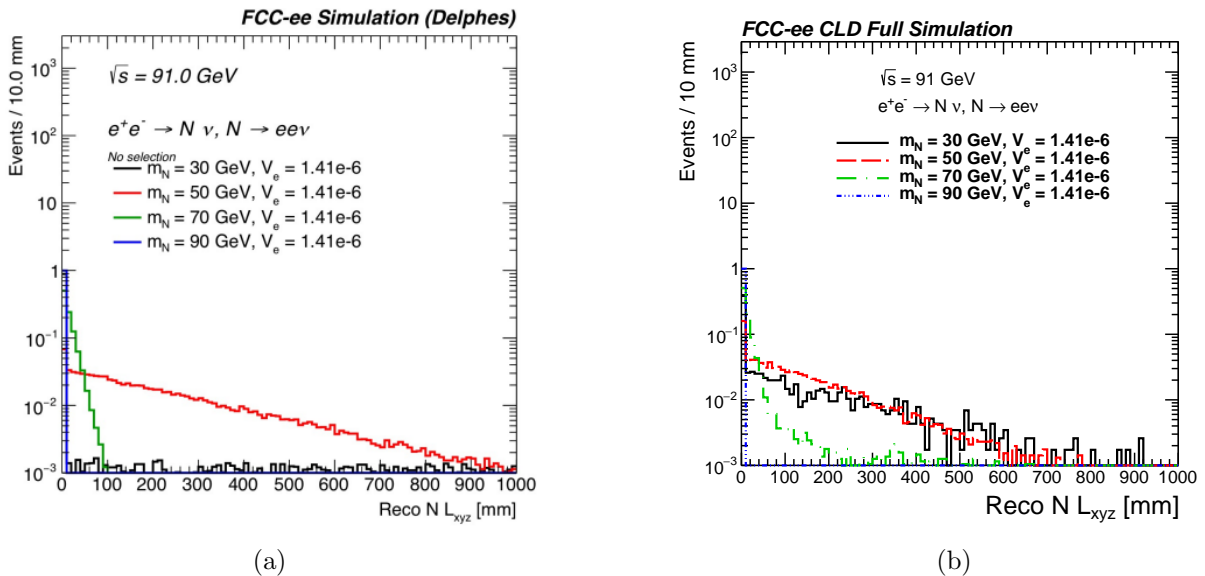 FCC-ee Simulation (Delphes)
Events / 10.0 mm
10³
10²
10
1
10⁻¹
10⁻²
10⁻³
√s = 91.0 GeV
e⁺e⁻ → N ν, N → eeν
No selection
m_N = 30 GeV, V_e = 1.41e-6
m_N = 50 GeV, V_e = 1.41e-6
m_N = 70 GeV, V_e = 1.41e-6
m_N = 90 GeV, V_e = 1.41e-6
0 100 200 300 400 500 600 700 800 900 1000
Reco N L_xyz [mm]
(a)
FCC-ee CLD Full Simulation
Events / 10 mm
10³
10²
10
1
10⁻¹
10⁻²
10⁻³
√s = 91 GeV
e⁺e⁻ → N ν, N → eeν
m_N = 30 GeV, V_e = 1.41e-6
m_N = 50 GeV, V_e = 1.41e-6
m_N = 70 GeV, V_e = 1.41e-6
m_N = 90 GeV, V_e = 1.41e-6
0 100 200 300 400 500 600 700 800 900 1000
Reco N L_xyz [mm]
(b)